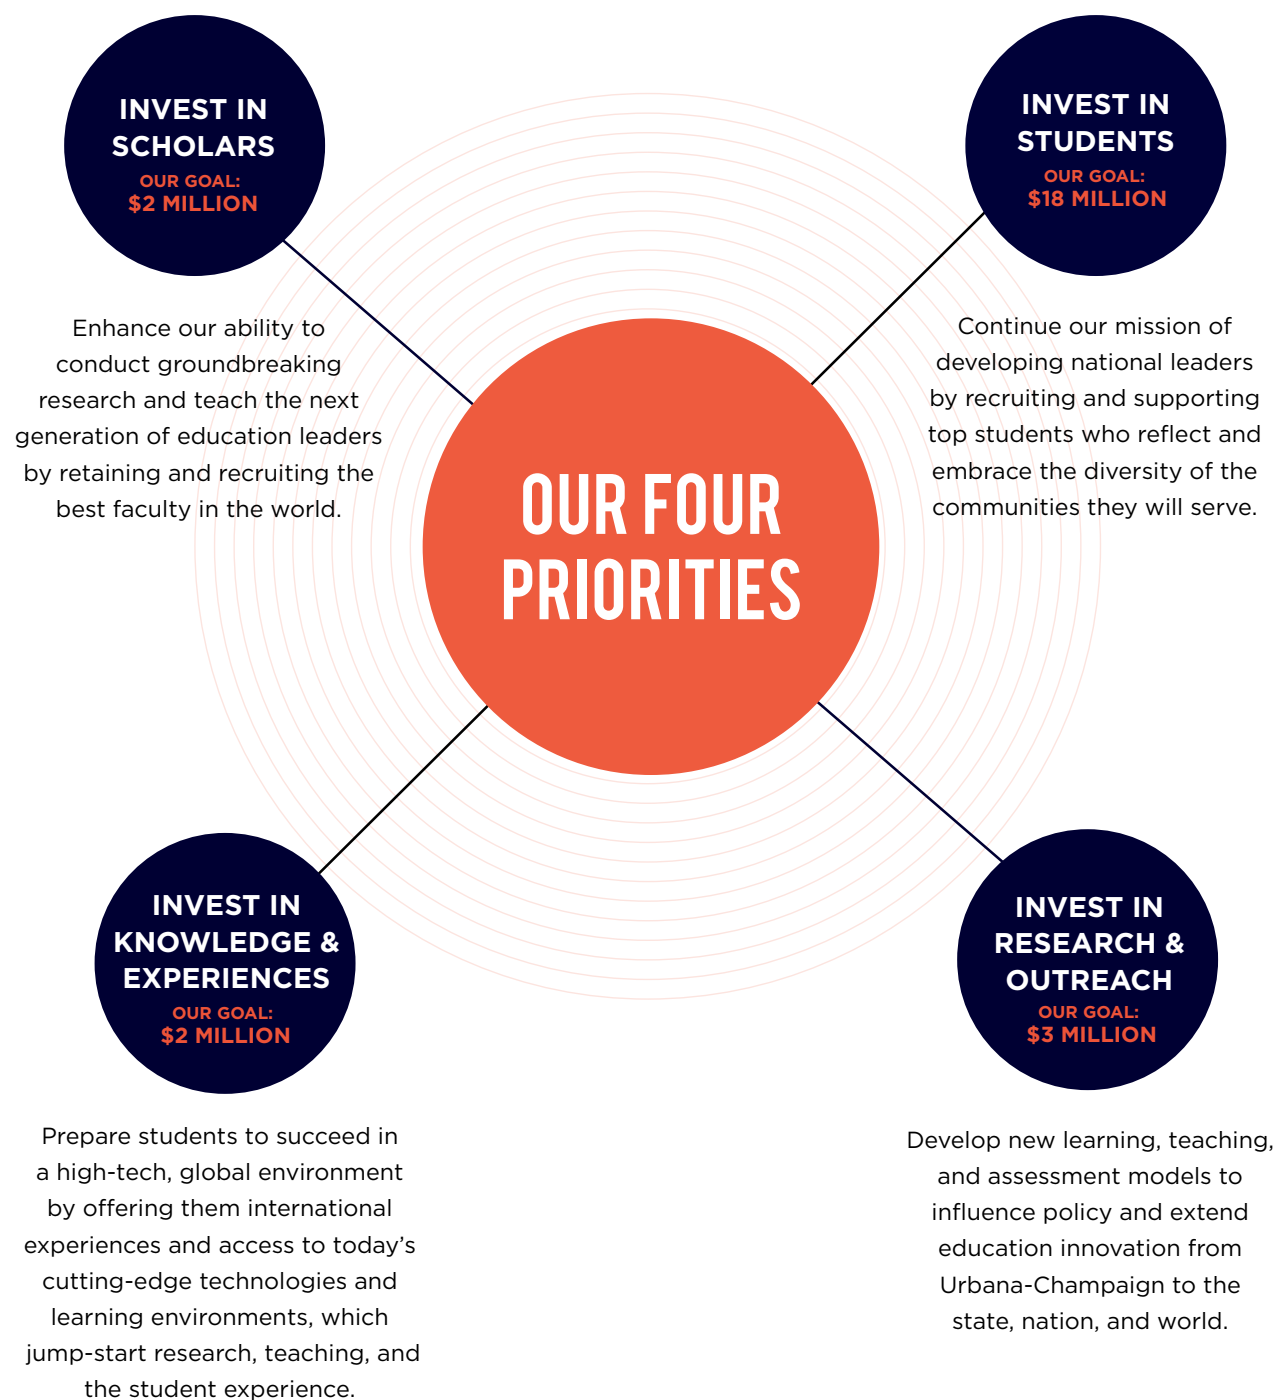 INVEST IN
SCHOLARS
OUR GOAL:
$2 MILLION
Enhance our ability to
conduct groundbreaking
research and teach the next
generation of education leaders
by retaining and recruiting the
best faculty in the world.
INVEST IN
STUDENTS
OUR GOAL:
$18 MILLION
Continue our mission of
developing national leaders
by recruiting and supporting
top students who reflect and
embrace the diversity of the
communities they will serve.
OUR FOUR
PRIORITIES
INVEST IN
KNOWLEDGE &
EXPERIENCES
OUR GOAL:
$2 MILLION
Prepare students to succeed in
a high-tech, global environment
by offering them international
experiences and access to today’s
cutting-edge technologies and
learning environments, which
jump-start research, teaching, and
the student experience.
INVEST IN
RESEARCH &
OUTREACH
OUR GOAL:
$3 MILLION
Develop new learning, teaching,
and assessment models to
influence policy and extend
education innovation from
Urbana-Champaign to the
state, nation, and world.